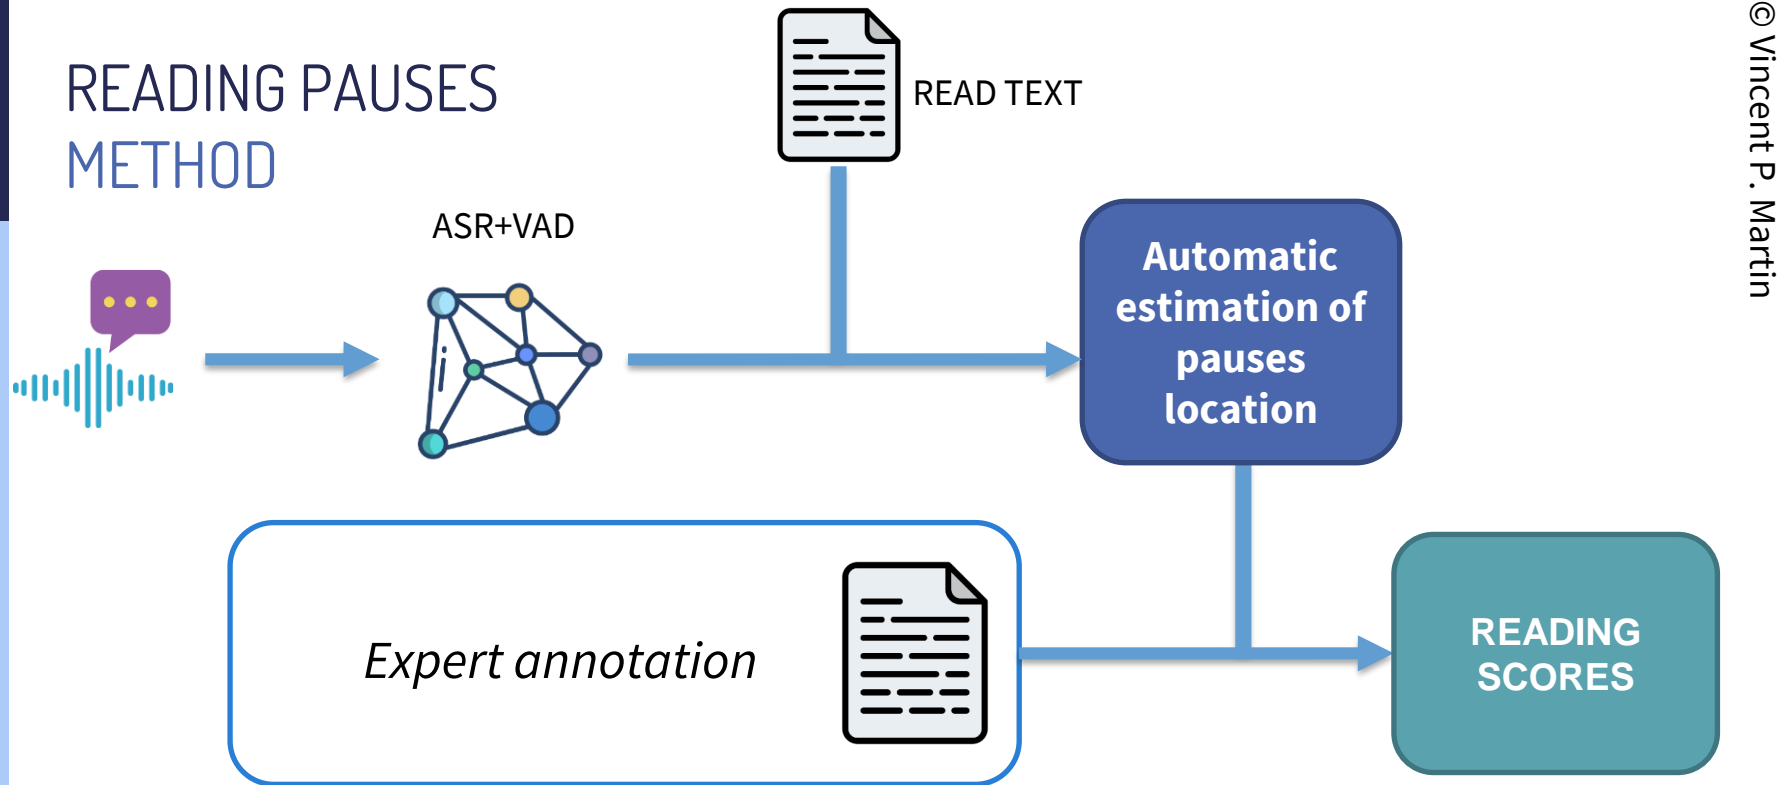 READING PAUSES
METHOD
READ TEXT
ASR+VAD
Automatic
estimation of
pauses
location
Expert annotation
READING
SCORES
© Vincent P. Martin